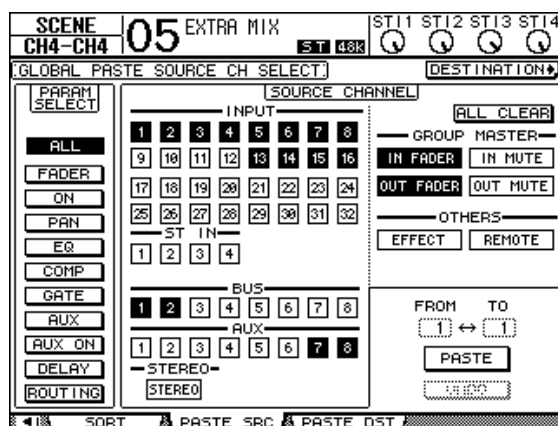 SCENE
CH4-CH4
05 EXTRA MIX
ST 48K
ST11 ST12 ST13 ST14
GLOBAL PASTE SOURCE CH SELECT
DESTINATION
PARAM SELECT
ALL
FADER
ON
PAN
EQ
COMP
GATE
AUX
AUX ON
DELAY
ROUTING
SOURCE CHANNEL
INPUT
1 2 3 4 5 6 7 8
9 10 11 12 13 14 15 16
17 18 19 20 21 22 23 24
25 26 27 28 29 30 31 32
ST IN
1 2 3 4
BUS
1 2 3 4 5 6 7 8
AUX
1 2 3 4 5 6 7 8
STEREO
STEREO
ALL CLEAR
GROUP MASTER
IN FADER IN MUTE
OUT FADER OUT MUTE
OTHERS
EFFECT REMOTE
FROM TO
1 ↔ 1
PASTE
SORT PASTE SRC PASTE DST